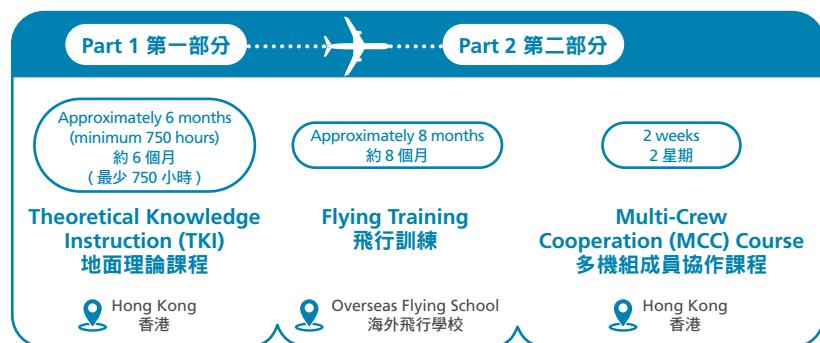 Part 1 第一部分
Part 2 第二部分
Approximately 6 months
(minimum 750 hours)
約 6 個月
( 最少 750 小時 )
Theoretical Knowledge
Instruction (TKI)
地面理論課程
Hong Kong
香港
Approximately 8 months
約 8 個月
Flying Training
飛行訓練
Overseas Flying School
海外飛行學校
2 weeks
2 星期
Multi-Crew
Cooperation (MCC) Course
多機組成員協作課程
Hong Kong
香港